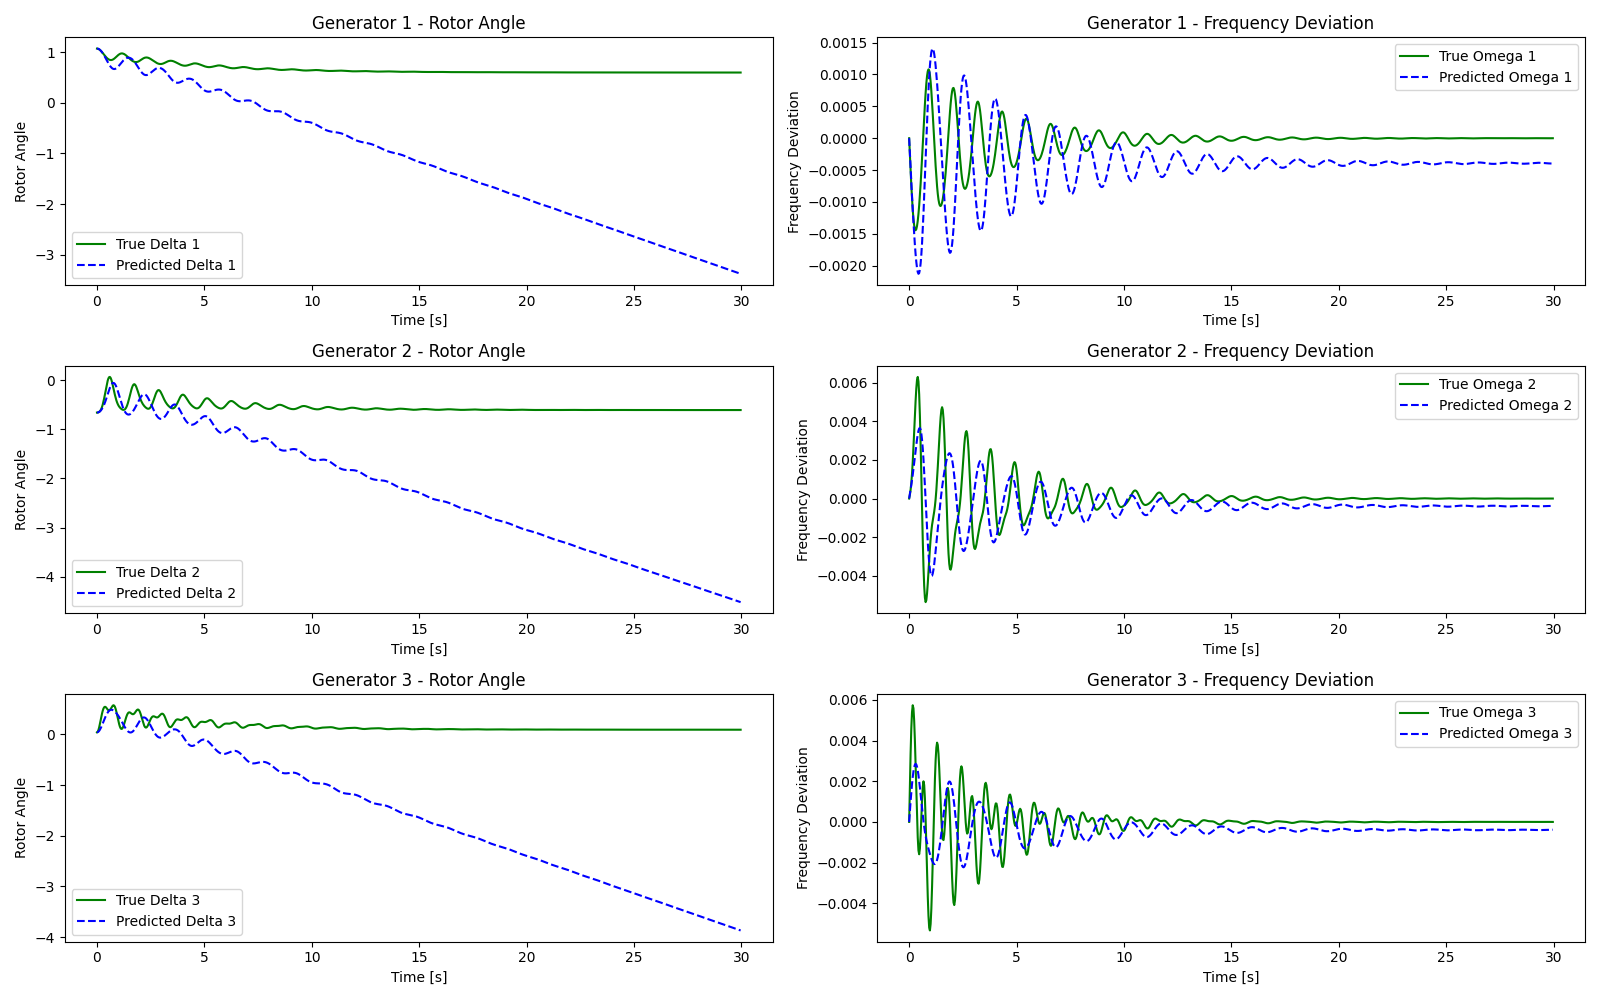 Generator 1 - Rotor Angle
Rotor Angle
1
0
−1
−2
−3
True Delta 1
Predicted Delta 1
0 5 10 15 20 25 30
Time [s]
Generator 1 - Frequency Deviation
Frequency Deviation
0.0015
0.0010
0.0005
0.0000
−0.0005
−0.0010
−0.0015
−0.0020
True Omega 1
Predicted Omega 1
0 5 10 15 20 25 30
Time [s]
Generator 2 - Rotor Angle
Rotor Angle
0
−1
−2
−3
−4
True Delta 2
Predicted Delta 2
0 5 10 15 20 25 30
Time [s]
Generator 2 - Frequency Deviation
Frequency Deviation
0.006
0.004
0.002
0.000
−0.002
−0.004
True Omega 2
Predicted Omega 2
0 5 10 15 20 25 30
Time [s]
Generator 3 - Rotor Angle
Rotor Angle
0
−1
−2
−3
−4
True Delta 3
Predicted Delta 3
0 5 10 15 20 25 30
Time [s]
Generator 3 - Frequency Deviation
Frequency Deviation
0.006
0.004
0.002
0.000
−0.002
−0.004
True Omega 3
Predicted Omega 3
0 5 10 15 20 25 30
Time [s]